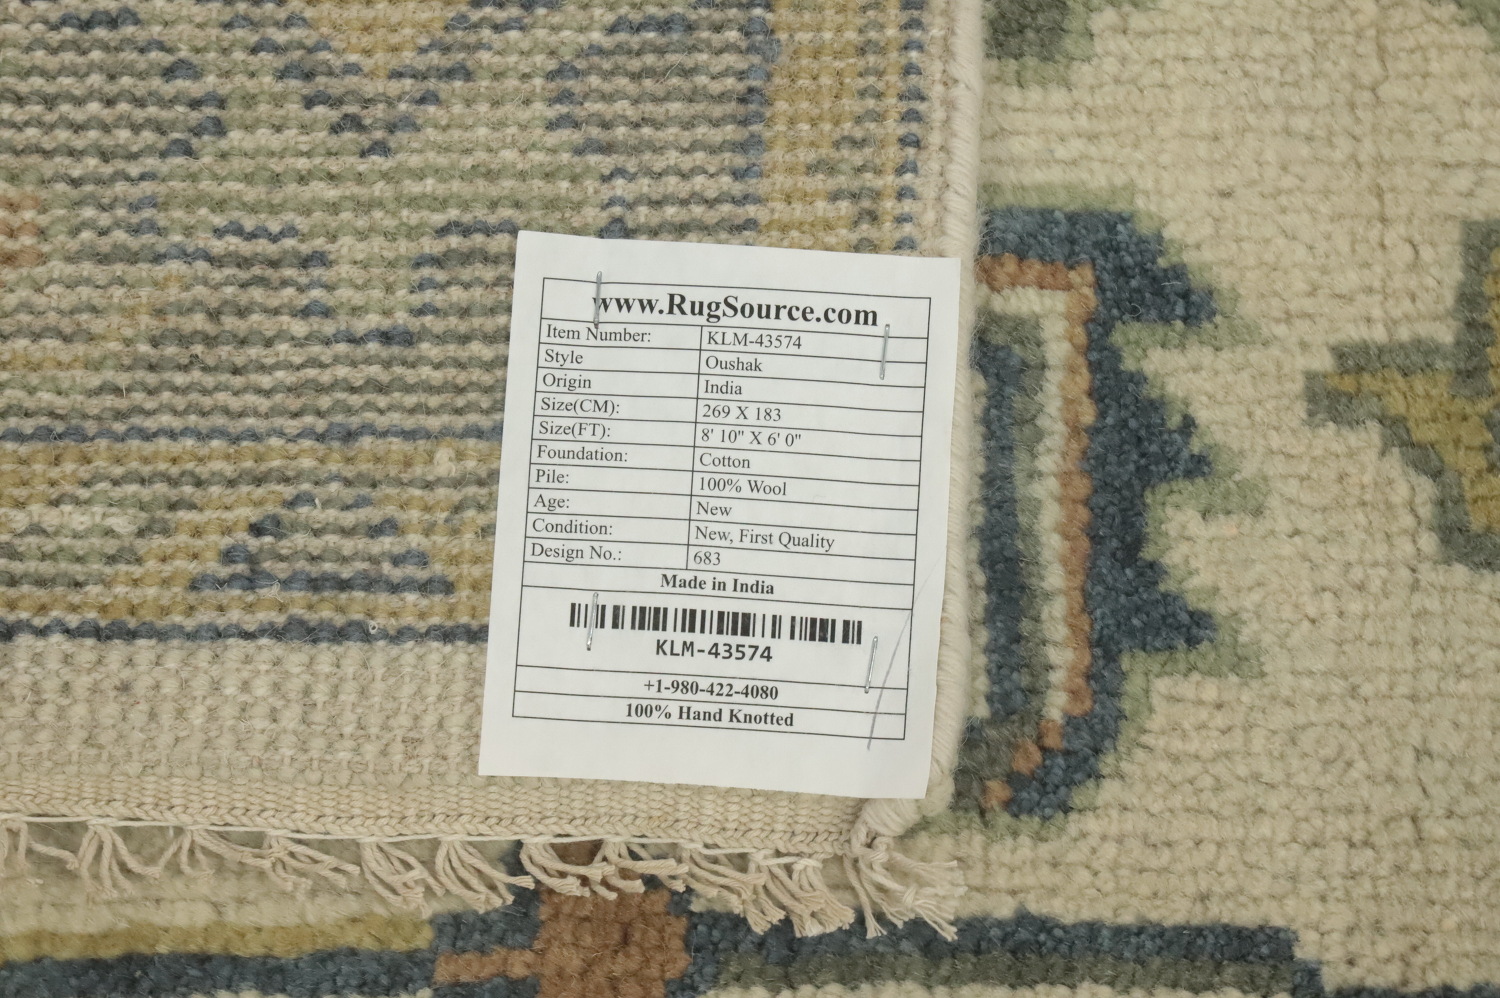 www.RugSource.com
Item Number: KLM-43574
Style Oushak
Origin India
Size(CM): 269 X 183
Size(FT): 8' 10" X 6' 0"
Foundation: Cotton
Pile: 100% Wool
Age: New
Condition: New, First Quality
Design No.: 683
Made in India
KLM-43574
+1-980-422-4080
100% Hand Knotted